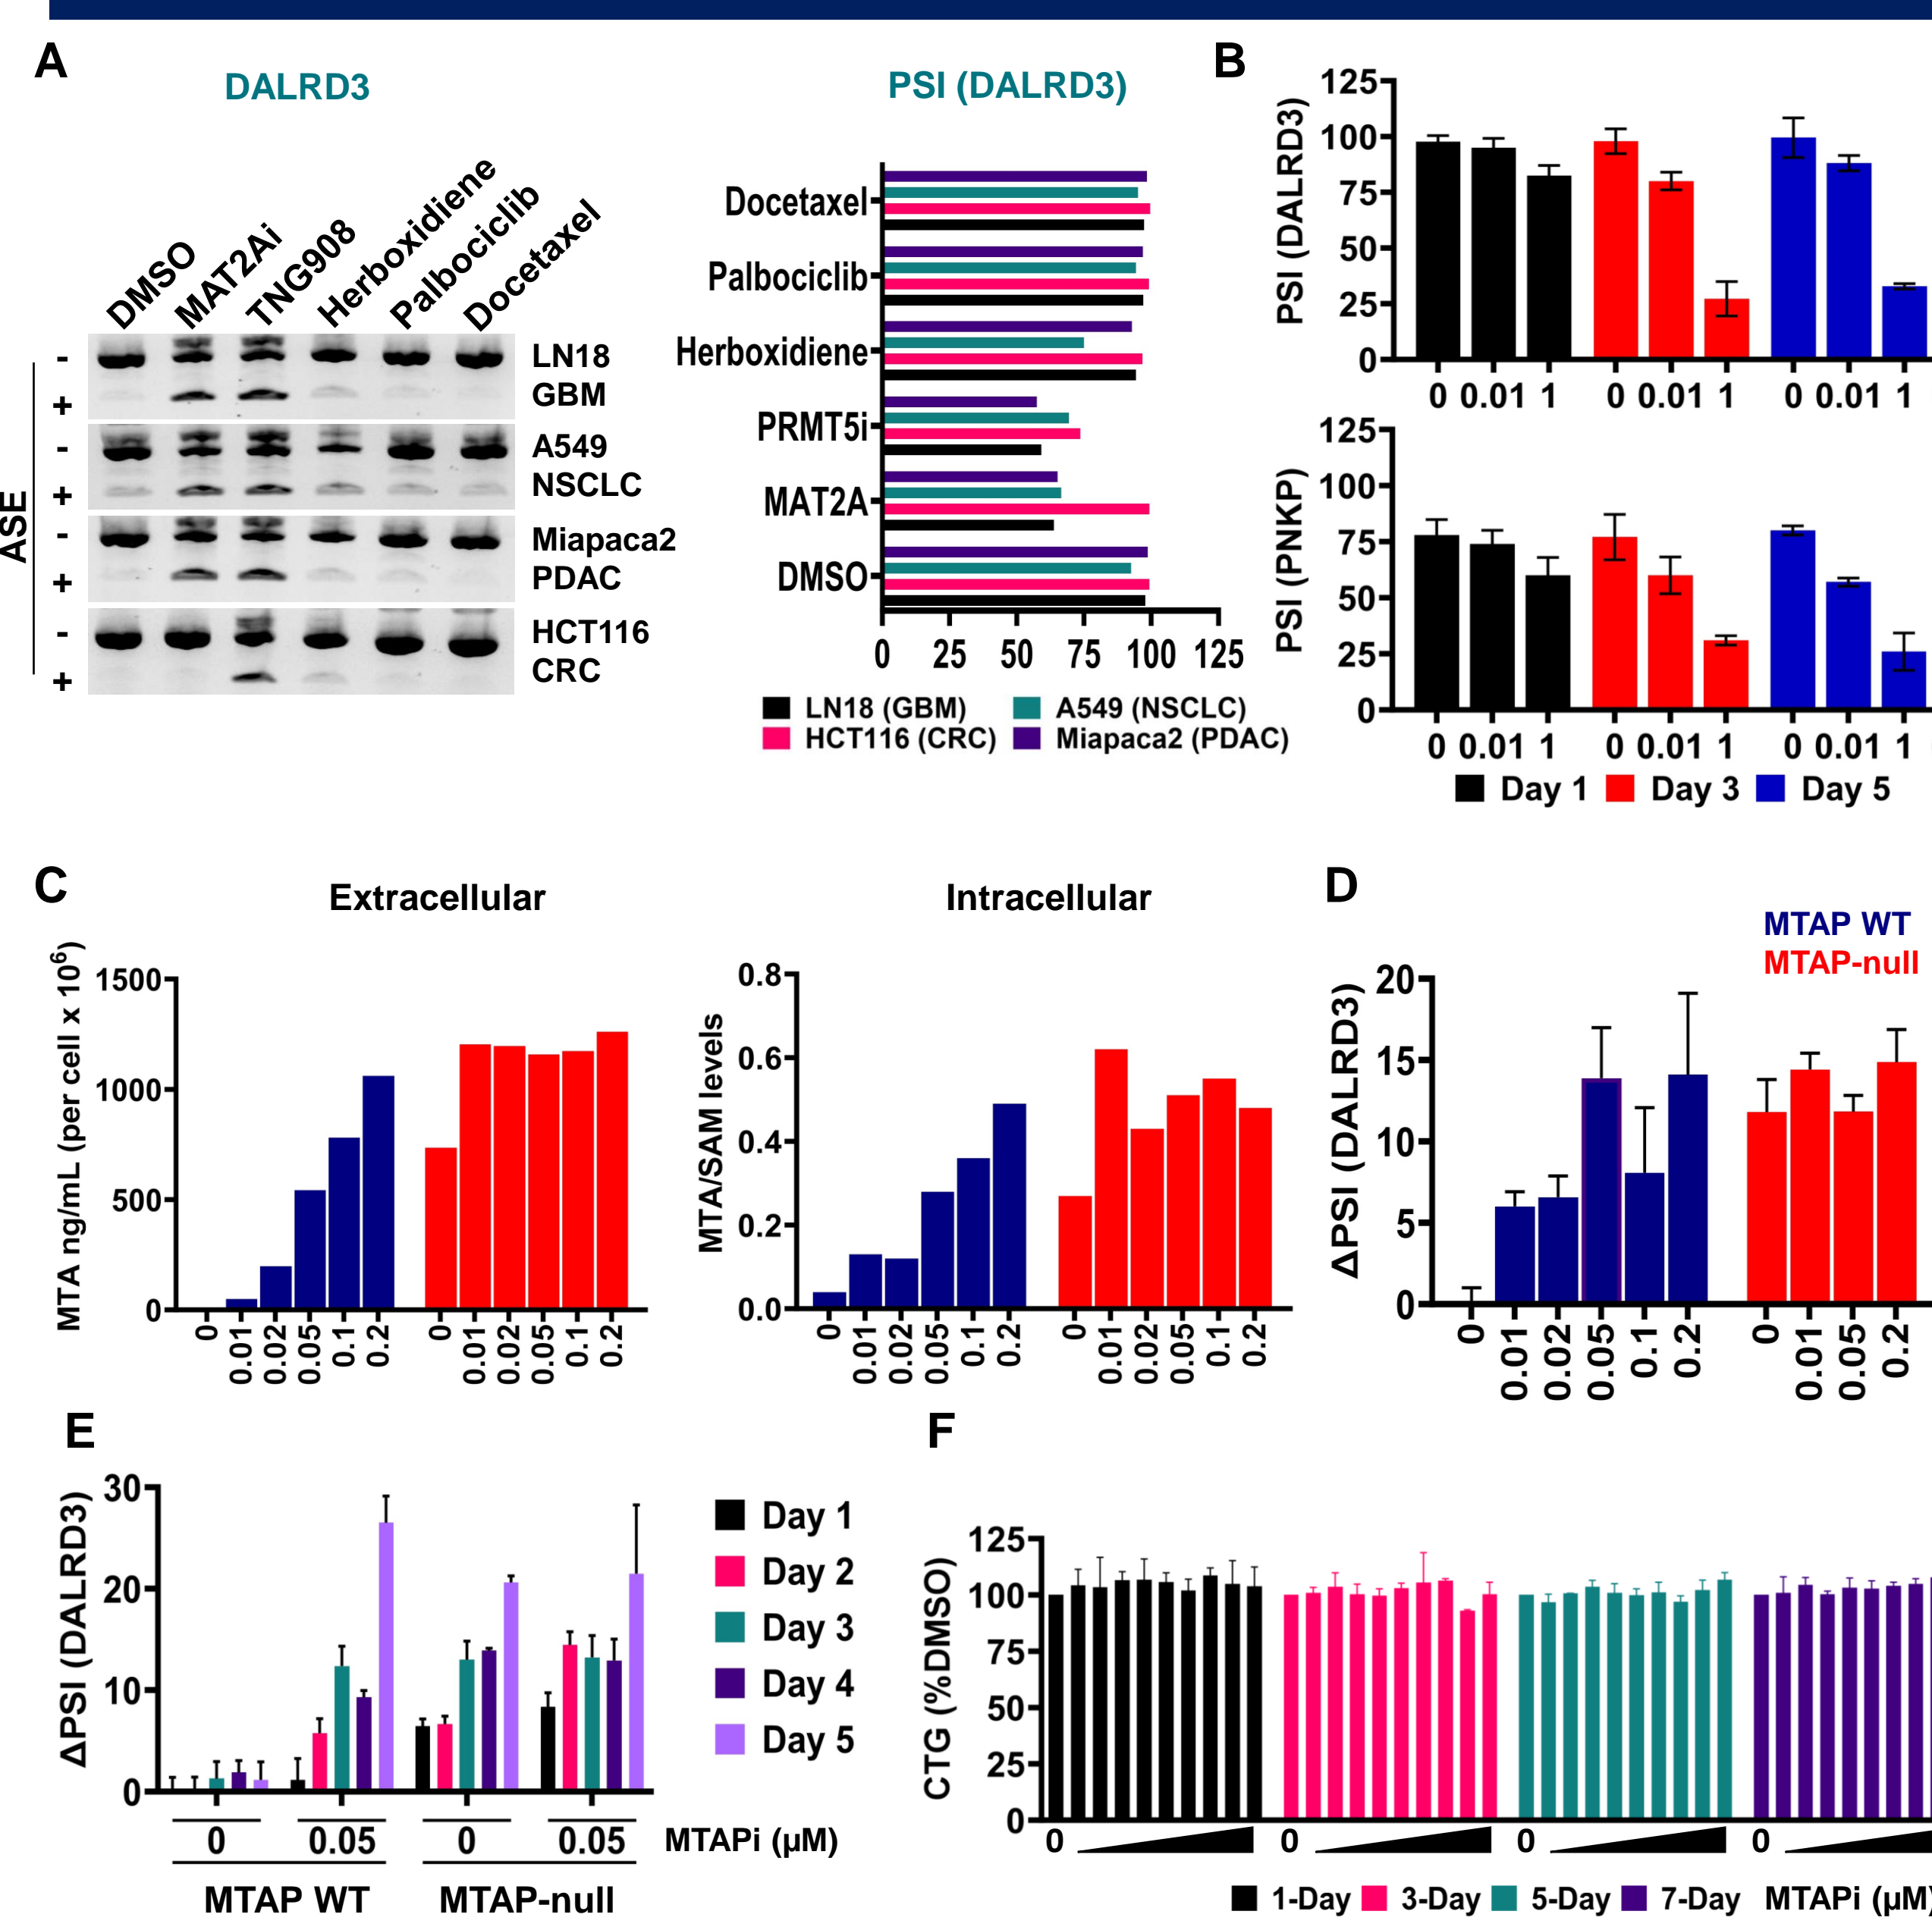 A
DALRD3
DMSO
MAT2Ai
TNG908
Herboxidiene
Palbociclib
Docetaxel
ASE
-
+
-
+
-
+
-
+
LN18
GBM
A549
NSCLC
Miapaca2
PDAC
HCT116
CRC
PSI (DALRD3)
Docetaxel
Palbociclib
Herboxidiene
PRMT5i
MAT2A
DMSO
0 25 50 75 100 125
LN18 (GBM) A549 (NSCLC)
HCT116 (CRC) Miapaca2 (PDAC)
B
PSI (DALRD3)
125
100
75
50
25
0
0 0.01 1 0 0.01 1 0 0.01 1
PSI (PNKP)
125
100
75
50
25
0
0 0.01 1 0 0.01 1 0 0.01 1
Day 1 Day 3 Day 5
C
Extracellular
MTA ng/mL (per cell x 10⁶)
1500
1000
500
0
0 0.01 0.02 0.05 0.1 0.2 0 0.01 0.02 0.05 0.1 0.2
Intracellular
MTA/SAM levels
0.8
0.6
0.4
0.2
0.0
0 0.01 0.02 0.05 0.1 0.2 0 0.01 0.02 0.05 0.1 0.2
D
MTAP WT
MTAP-null
ΔPSI (DALRD3)
20
15
10
5
0
0 0.01 0.02 0.05 0.1 0.2 0 0.01 0.05 0.2
E
ΔPSI (DALRD3)
30
20
10
0
0 0.05 0 0.05 MTAPi (µM)
MTAP WT MTAP-null
Day 1
Day 2
Day 3
Day 4
Day 5
F
CTG (%DMSO)
125
100
75
50
25
0
0 0 0 0
1-Day 3-Day 5-Day 7-Day MTAPi (µM)